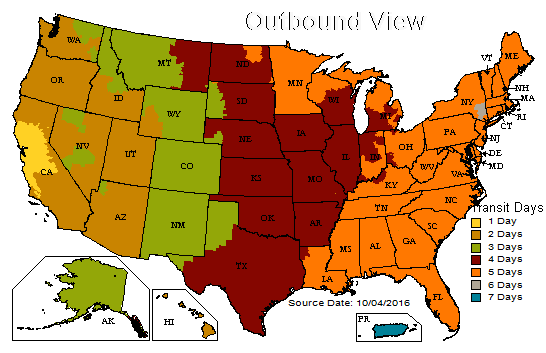 Outbound View
WA
MT
ND
MN
VT
ME
OR
ID
SD
WI
MI
NY
NH
MA
RI
CT
WY
NE
IA
PA
NJ
DE
MD
NV
UT
CO
IL
IN
OH
WV
VA
CA
KS
MO
KY
NC
AZ
NM
OK
AR
TN
SC
TX
MS
AL
GA
LA
FL
AK
HI
PR
Transit Days
1 Day
2 Days
3 Days
4 Days
5 Days
6 Days
7 Days
Source Date: 10/04/2016